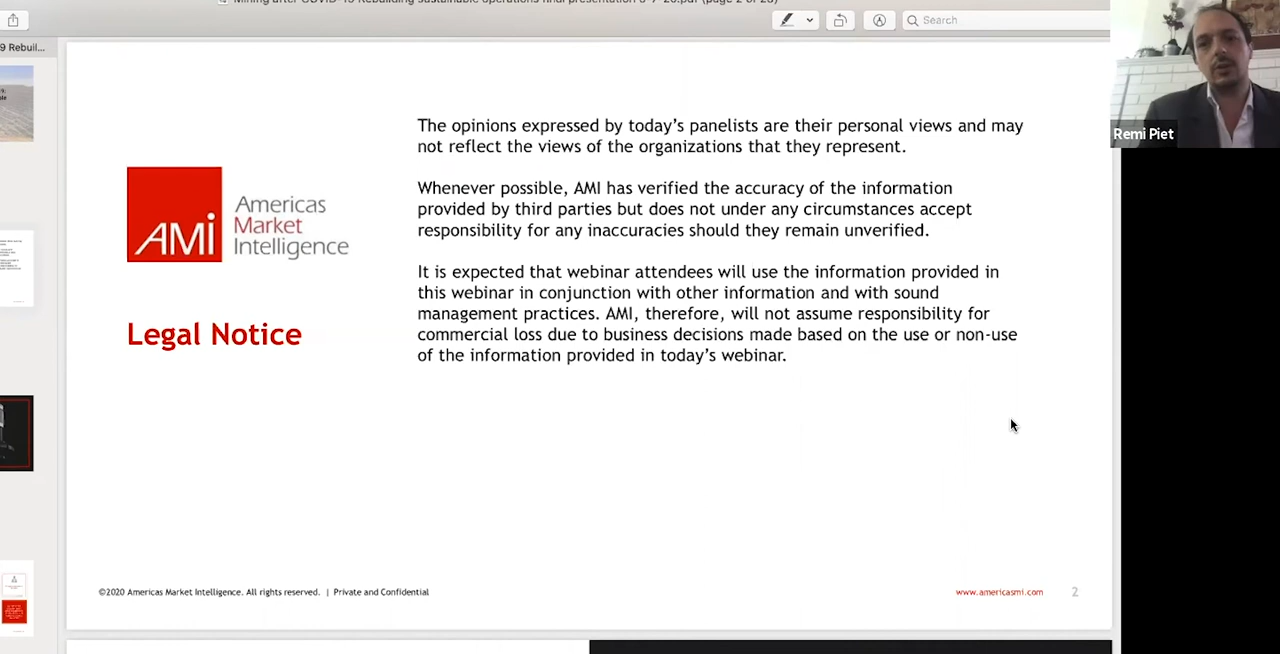 Search
9 Rebuil...
Remi Piet
The opinions expressed by today's panelists are their personal views and may
not reflect the views of the organizations that they represent.
Whenever possible, AMI has verified the accuracy of the information
provided by third parties but does not under any circumstances accept
responsibility for any inaccuracies should they remain unverified.
It is expected that webinar attendees will use the information provided in
this webinar in conjunction with other information and with sound
management practices. AMI, therefore, will not assume responsibility for
commercial loss due to business decisions made based on the use or non-use
of the information provided in today's webinar.
AMi
Americas
Market
Intelligence
Legal Notice
©2020 Americas Market Intelligence. All rights reserved. | Private and Confidential
www.americasmi.com
2